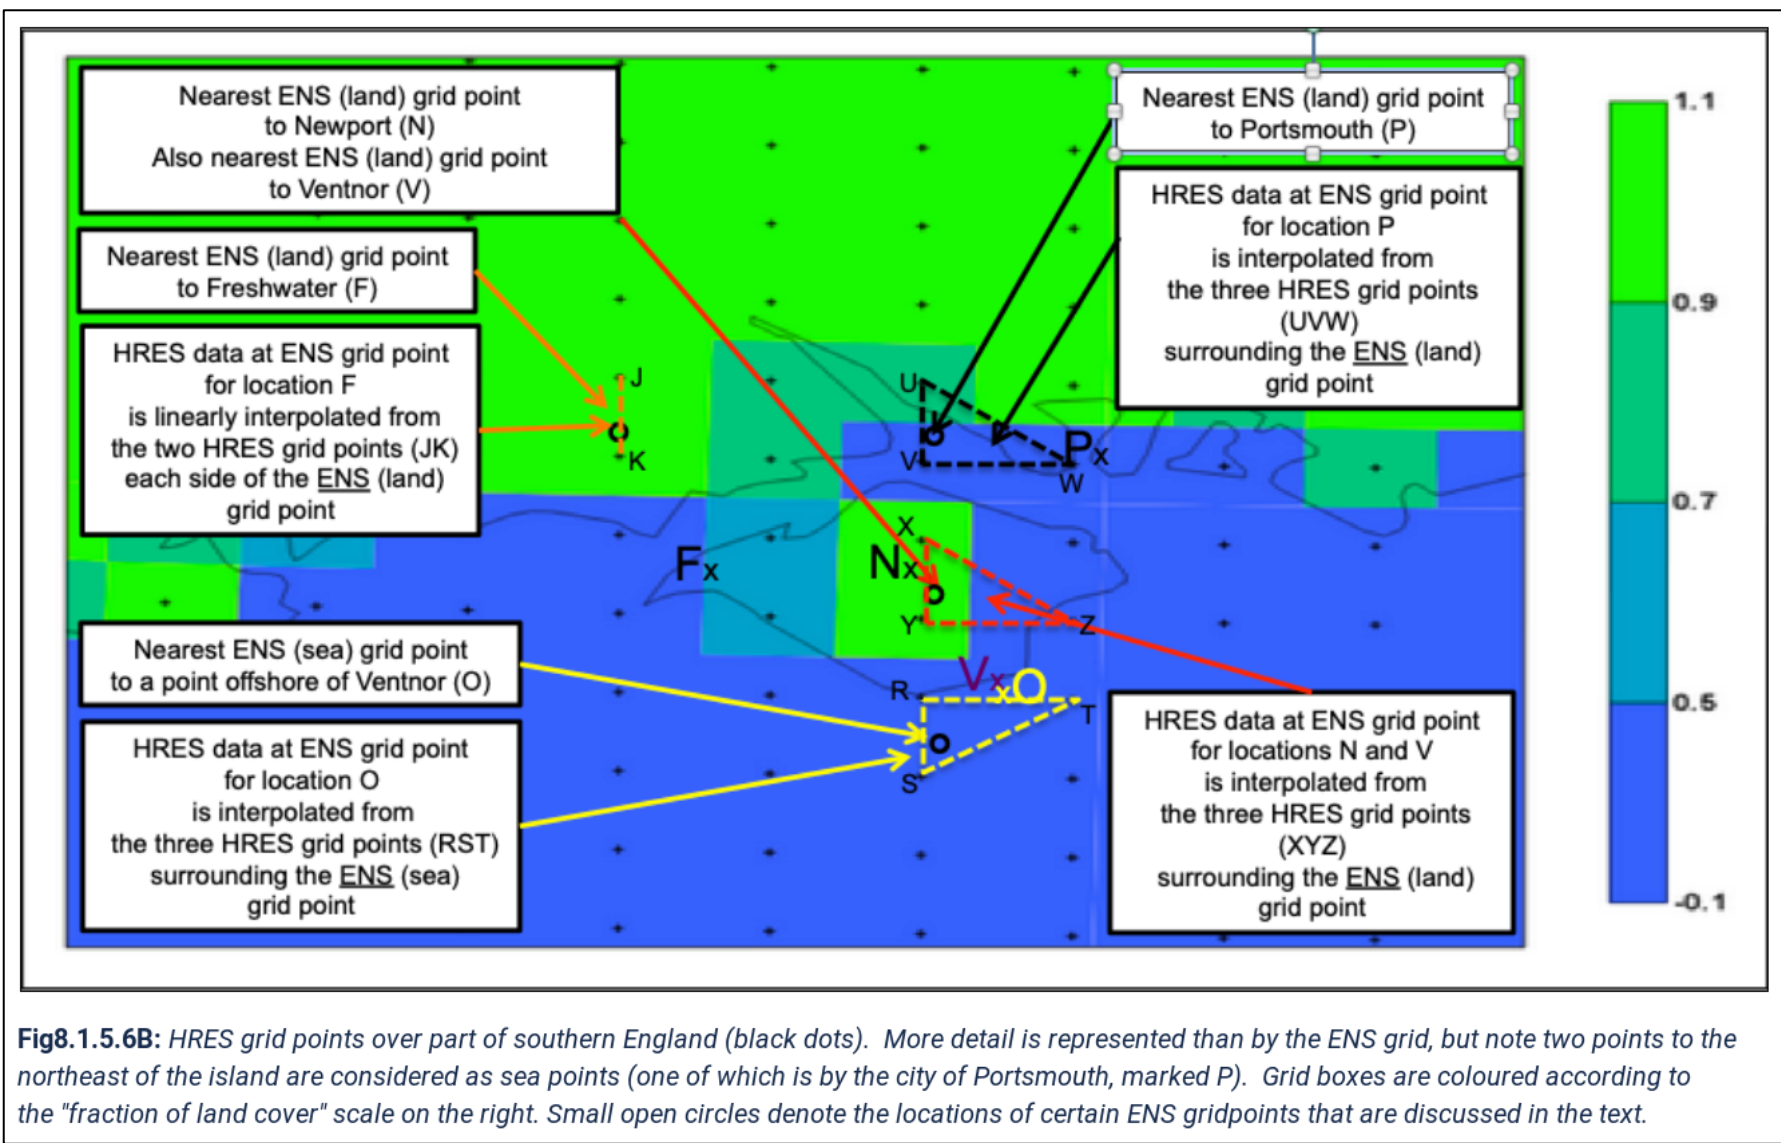 Nearest ENS (land) grid point
to Newport (N)
Also nearest ENS (land) grid point
to Ventnor (V)
Nearest ENS (land) grid point
to Portsmouth (P)
1.1
HRES data at ENS grid point
for location P
is interpolated from
the three HRES grid points
(UVW)
surrounding the ENS (land)
grid point
Nearest ENS (land) grid point
to Freshwater (F)
0.9
HRES data at ENS grid point
for location F
is linearly interpolated from
the two HRES grid points (JK)
each side of the ENS (land)
grid point
J
K
U
V
W
Px
0.7
X
Nx
Fx
Y
Z
Nearest ENS (sea) grid point
to a point offshore of Ventnor (O)
Vx
xO
R
T
S
0.5
HRES data at ENS grid point
for location O
is interpolated from
the three HRES grid points (RST)
surrounding the ENS (sea)
grid point
HRES data at ENS grid point
for locations N and V
is interpolated from
the three HRES grid points
(XYZ)
surrounding the ENS (land)
grid point
-0.1
Fig8.1.5.6B: HRES grid points over part of southern England (black dots).  More detail is represented than by the ENS grid, but note two points to the
northeast of the island are considered as sea points (one of which is by the city of Portsmouth, marked P).  Grid boxes are coloured according to
the "fraction of land cover" scale on the right. Small open circles denote the locations of certain ENS gridpoints that are discussed in the text.